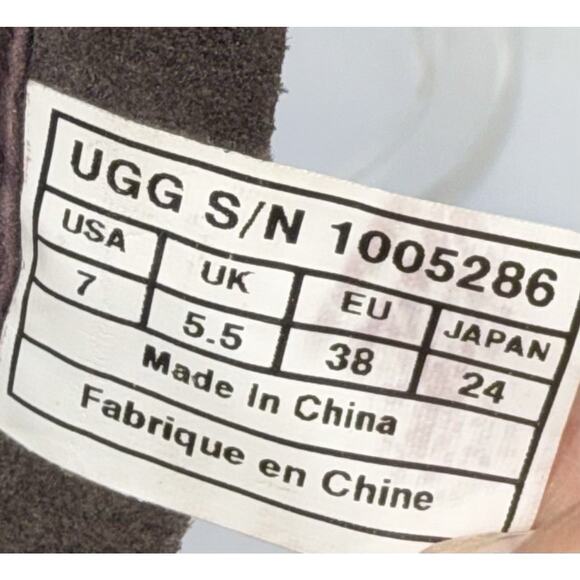 UGG S/N 1005286
USA UK EU JAPAN
7 5.5 38 24
Made In China
Fabrique en Chine